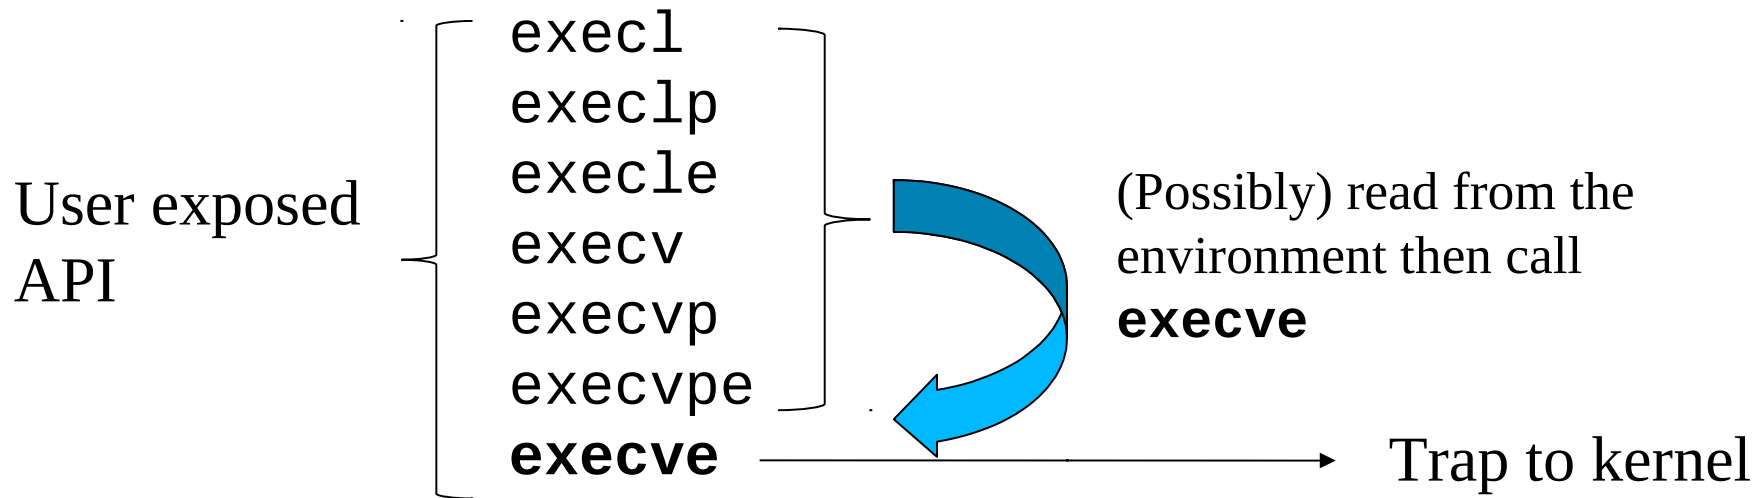 User exposed
API
execl
execlp
execle
execv
execvp
execvpe
execve
(Possibly) read from the
environment then call
execve
Trap to kernel